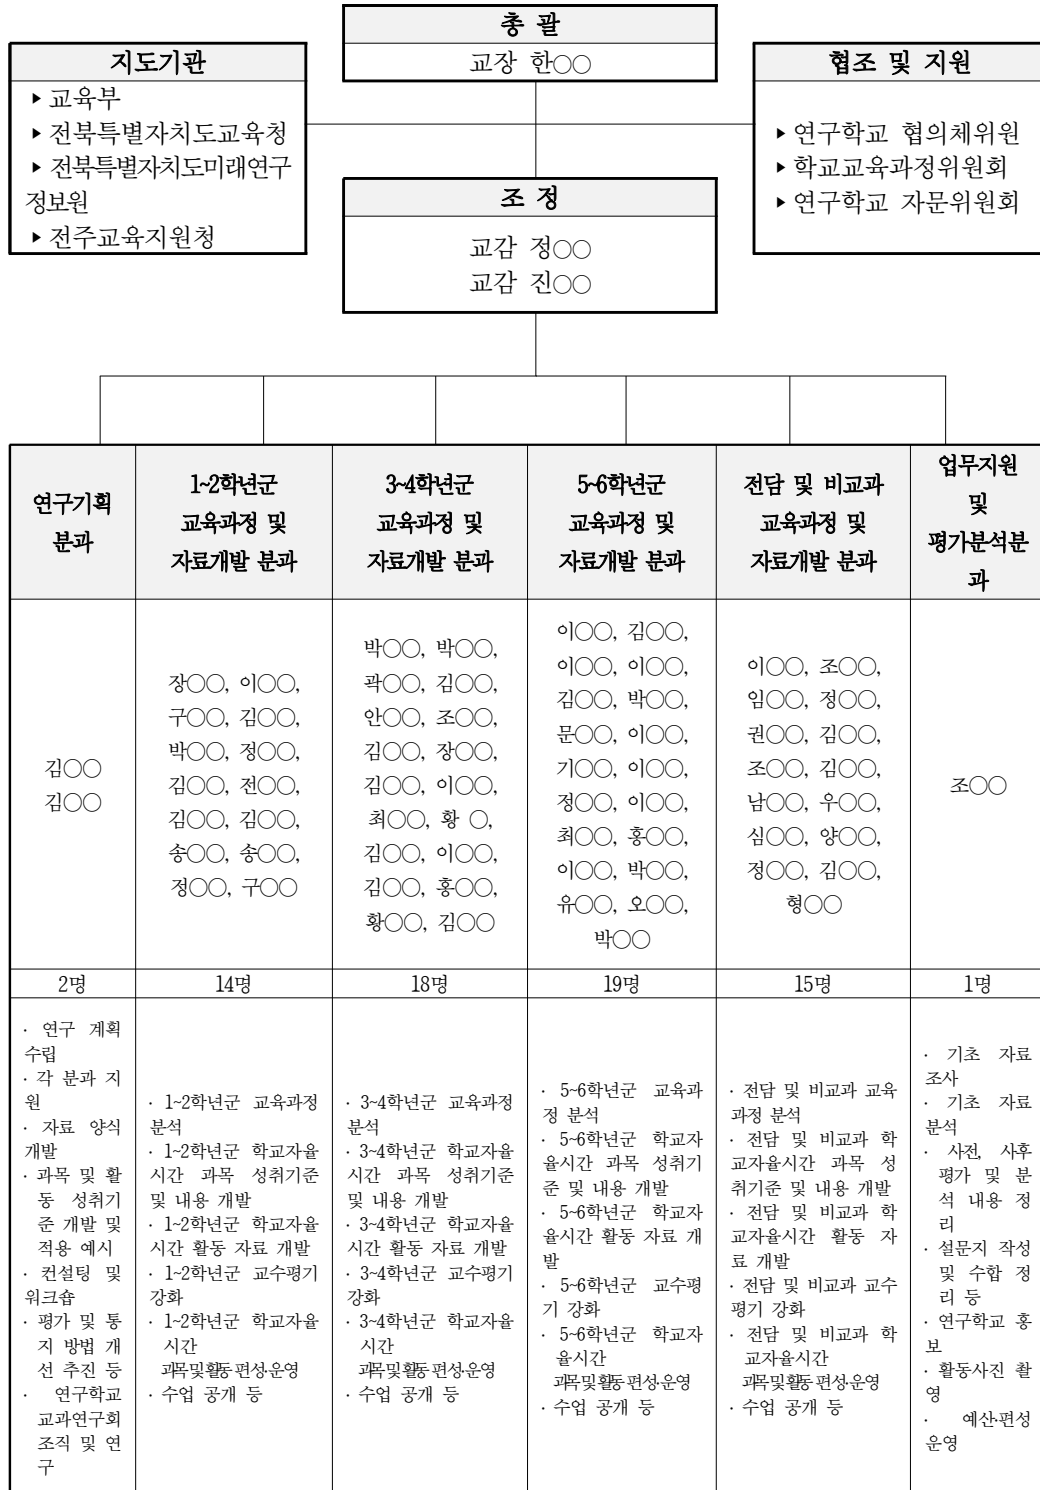 총 괄
교장 한○○
지도기관
▸교육부
▸전북특별자치도교육청
▸전북특별자치도미래연구
정보원
▸전주교육지원청
협조 및 지원
▸연구학교 협의체위원
▸학교교육과정위원회
▸연구학교 자문위원회
조 정
교감 정○○
교감 진○○
연구기획
분과
1~2학년군
교육과정 및
자료개발 분과
3~4학년군
교육과정 및
자료개발 분과
5~6학년군
교육과정 및
자료개발 분과
전담 및 비교과
교육과정 및
자료개발 분과
업무지원
및
평가분석분
과
김○○
김○○
장○○, 이○○,
구○○, 김○○,
박○○, 정○○,
김○○, 전○○,
김○○, 김○○,
송○○, 송○○,
정○○, 구○○
박○○, 박○○,
곽○○, 김○○,
안○○, 조○○,
김○○, 장○○,
김○○, 이○○,
최○○, 황 ○,
김○○, 이○○,
김○○, 홍○○,
황○○, 김○○
이○○, 김○○,
이○○, 이○○,
김○○, 박○○,
문○○, 이○○,
기○○, 이○○,
정○○, 이○○,
최○○, 홍○○,
이○○, 박○○,
유○○, 오○○,
박○○
이○○, 조○○,
임○○, 정○○,
권○○, 김○○,
조○○, 김○○,
남○○, 우○○,
심○○, 양○○,
정○○, 김○○,
형○○
조○○
2명
14명
18명
19명
15명
1명
· 연구 계획
수립
· 각 분과 지
원
· 자료 양식
개발
· 과목 및 활
동 성취기
준 개발 및
적용 예시
· 컨설팅 및
워크숍
· 평가 및 통
지 방법 개
선 추진 등
· 연구학교
교과연구회
조직 및 연
구
· 1~2학년군 교육과정
분석
· 1~2학년군 학교자율
시간 과목 성취기준
및 내용 개발
· 1~2학년군 학교자율
시간 활동 자료 개발
· 1~2학년군 교수평기
강화
· 1~2학년군 학교자율
시간
과목및활동 편성·운영
· 수업 공개 등
· 3~4학년군 교육과정
분석
· 3~4학년군 학교자율
시간 과목 성취기준
및 내용 개발
· 3~4학년군 학교자율
시간 활동 자료 개발
· 3~4학년군 교수평기
강화
· 3~4학년군 학교자율
시간
과목및활동 편성·운영
· 수업 공개 등
· 5~6학년군 교육과
정 분석
· 5~6학년군 학교자
율시간 과목 성취기
준 및 내용 개발
· 5~6학년군 학교자
율시간 활동 자료 개
발
· 5~6학년군 교수평
기 강화
· 5~6학년군 학교자
율시간
과목및활동 편성·운영
· 수업 공개 등
· 전담 및 비교과 교육
과정 분석
· 전담 및 비교과 학
교자율시간 과목 성
취기준 및 내용 개발
· 전담 및 비교과 학
교자율시간 활동 자
료 개발
· 전담 및 비교과 교수
평기 강화
· 전담 및 비교과 학
교자율시간
과목및활동 편성·운영
· 수업 공개 등
· 기초 자료
조사
· 기초 자료
분석
· 사전, 사후
평가 및 분
석 내용 정
리
· 설문지 작성
및 수합 정
리 등
· 연구학교 홍
보
· 활동사진 촬
영
· 예산·편성
운영